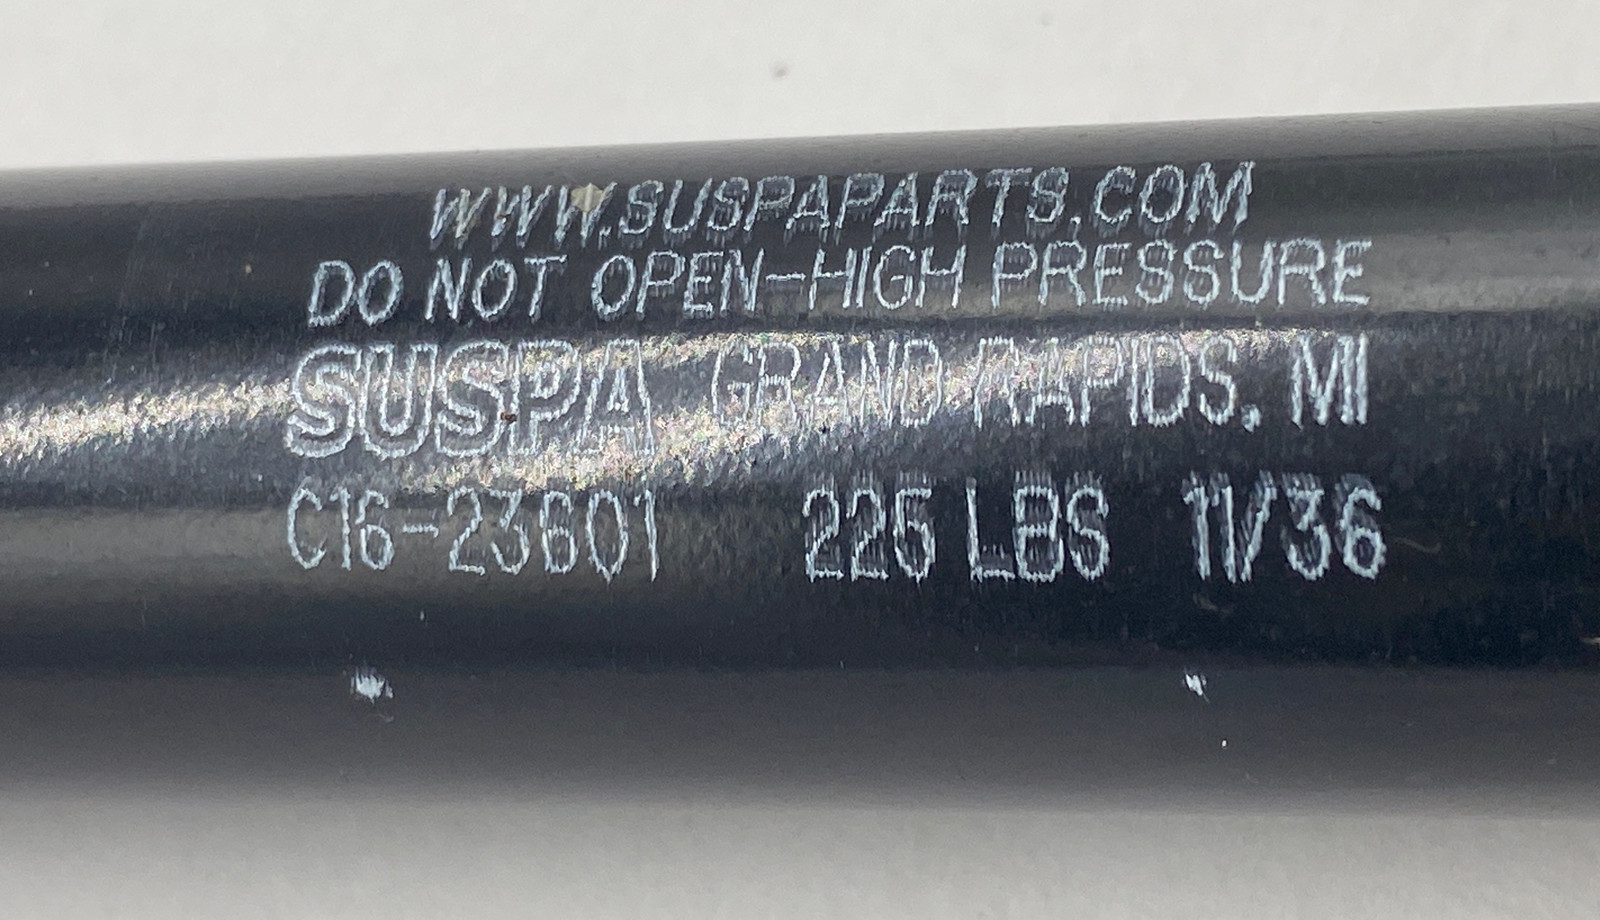 WWW.SUSPAPARTS.COM
DO NOT OPEN-HIGH PRESSURE
SUSPA GRAND RAPIDS, MI
C16-23601 225 LBS 11/36